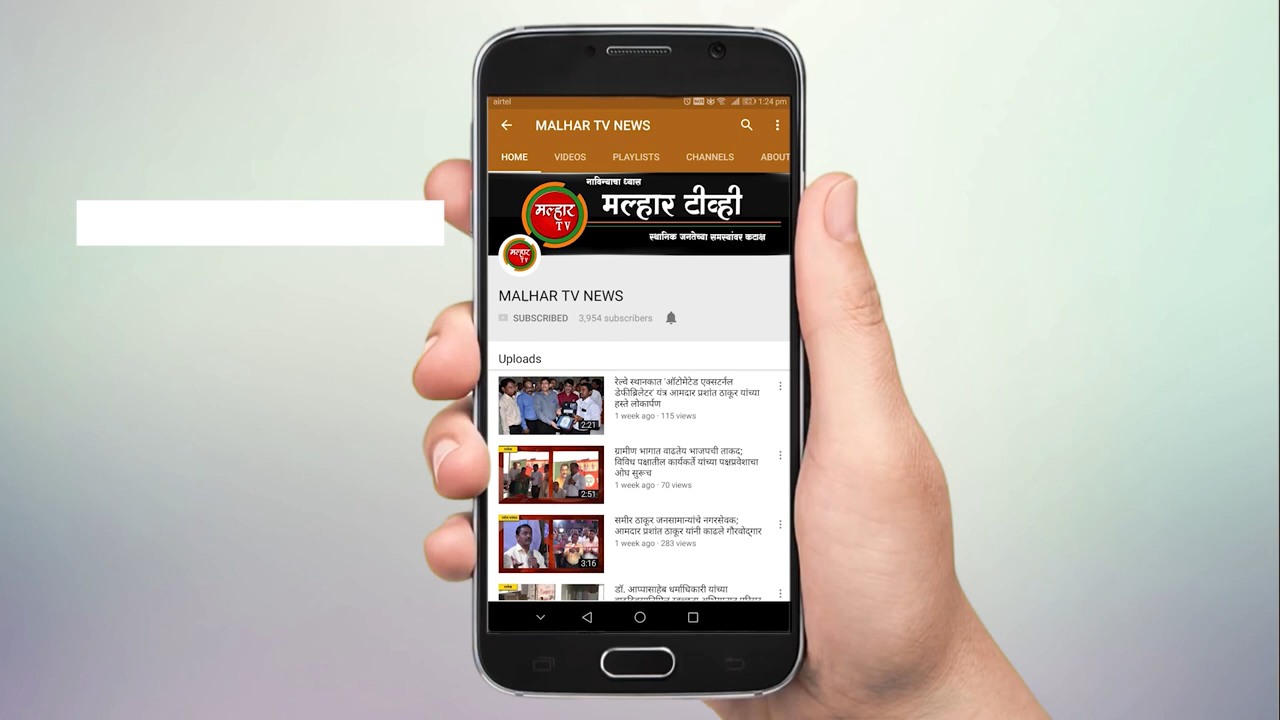 airtel 1:24 pm
MALHAR TV NEWS
HOME VIDEOS PLAYLISTS CHANNELS ABOUT
नाविन्याचा ध्यास
मल्हार टीव्ही
मल्हार
TV
स्थानिक जनतेच्या समस्यांवर कटाक्ष
मल्हार
TV
MALHAR TV NEWS
SUBSCRIBED 3,954 subscribers
Uploads
रेल्वे स्थानकात 'ऑटोमेटेड एक्सटर्नल
डेफीब्रिलेटर' यंत्र आमदार प्रशांत ठाकूर यांच्या
हस्ते लोकार्पण
1 week ago · 115 views
2:21
ग्रामीण भागात वाढतेय भाजपची ताकद;
विविध पक्षातील कार्यकर्ते यांच्या पक्षप्रवेशाचा
ओघ सुरूच
1 week ago · 70 views
2:51
समीर ठाकूर जनसामान्यांचे नगरसेवक;
आमदार प्रशांत ठाकूर यांनी काढले गौरवोद्गार
1 week ago · 283 views
3:16
डॉ. आप्पासाहेब धर्माधिकारी यांच्या